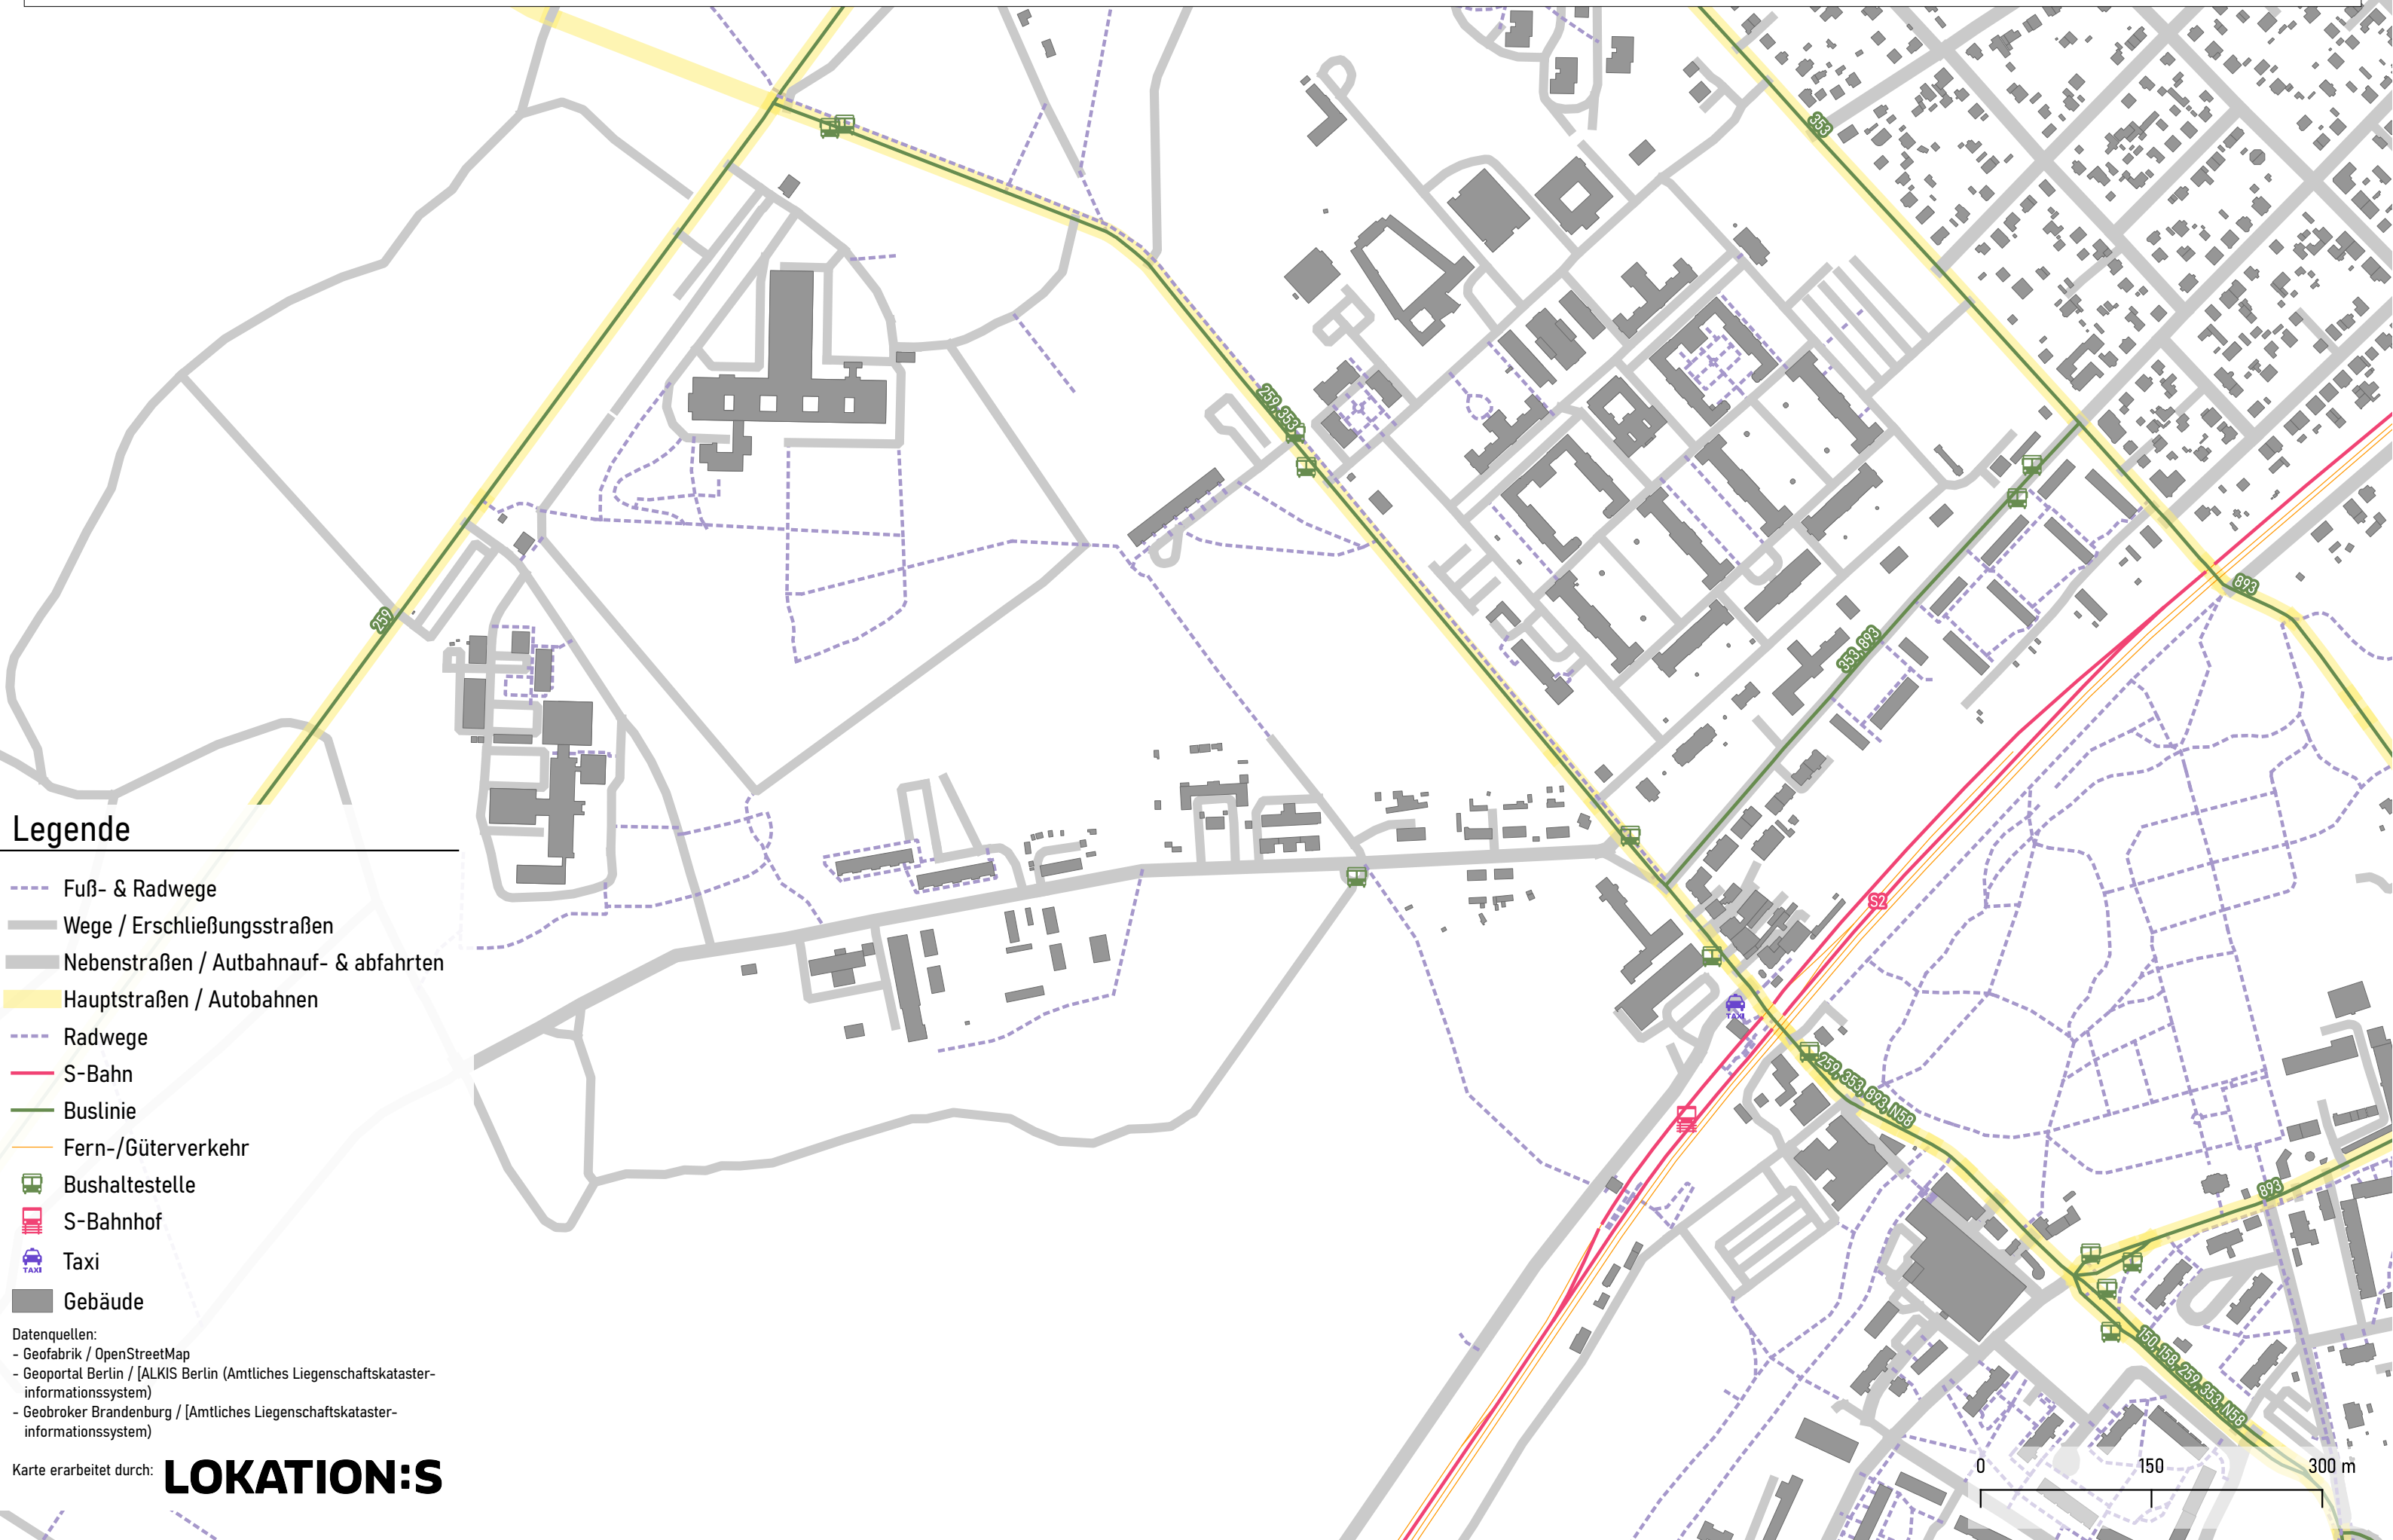 353
259, 353
893
259
353, 893
S2
TAXI
259, 353, 893, N58
893
150, 158, 259, 353, N58
Legende
Fuß- & Radwege
Wege / Erschließungsstraßen
Nebenstraßen / Autbahnauf- & abfahrten
Hauptstraßen / Autobahnen
Radwege
S-Bahn
Buslinie
Fern-/Güterverkehr
Bushaltestelle
S-Bahnhof
TAXI Taxi
Gebäude
Datenquellen:
- Geofabrik / OpenStreetMap
- Geoportal Berlin / [ALKIS Berlin (Amtliches Liegenschaftskataster-
informationssystem)
- Geobroker Brandenburg / [Amtliches Liegenschaftskataster-
informationssystem)
Karte erarbeitet durch: LOKATION:S
0 150 300 m